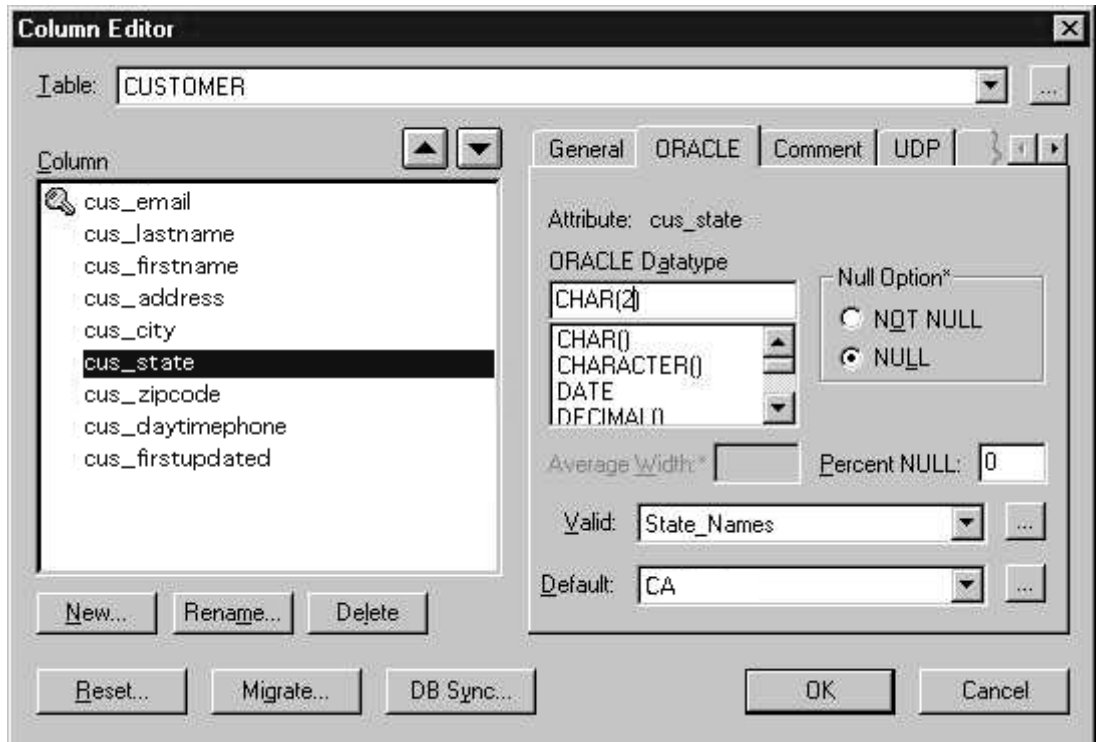 Column Editor
Table: CUSTOMER ...
Column
cus_email
cus_lastname
cus_firstname
cus_address
cus_city
cus_state
cus_zipcode
cus_daytimephone
cus_firstupdated
New... Rename... Delete
General ORACLE Comment UDP
Attribute: cus_state
ORACLE Datatype
CHAR(2)
CHAR()
CHARACTER()
DATE
DECIMAL()
Null Option*
NOT NULL
NULL
Average Width:* Percent NULL: 0
Valid: State_Names ...
Default: CA ...
Reset... Migrate... DB Sync... OK Cancel